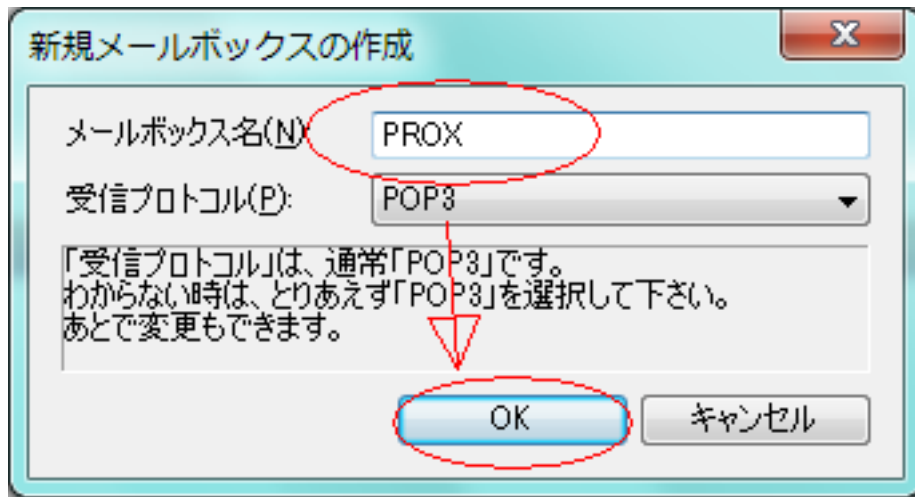 新規メールボックスの作成
メールボックス名(N): PROX
受信プロトコル(P): POP3
「受信プロトコル」は、通常「POP3」です。
わからない時は、とりあえず「POP3」を選択して下さい。
あとで変更もできます。
OK キャンセル